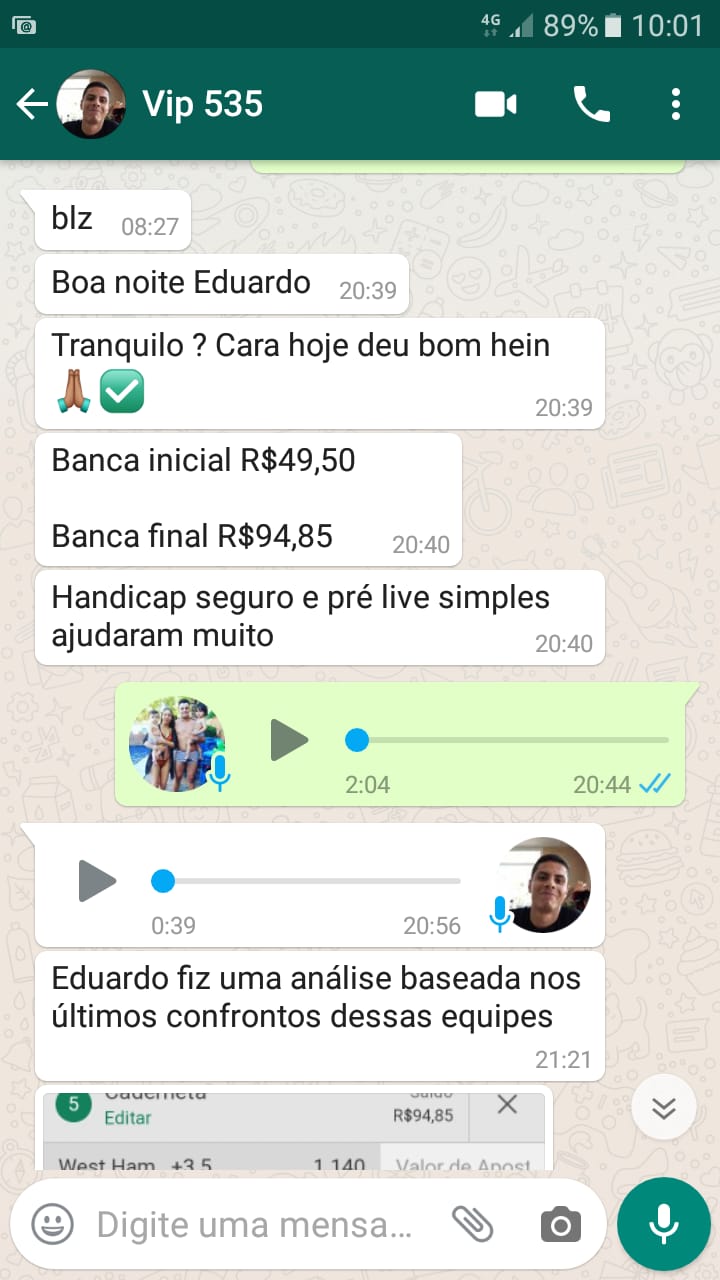 4G 89% 10:01
Vip 535
blz 08:27
Boa noite Eduardo 20:39
Tranquilo ? Cara hoje deu bom hein
20:39
Banca inicial R$49,50
Banca final R$94,85 20:40
Handicap seguro e pré live simples
ajudaram muito 20:40
2:04 20:44
0:39 20:56
Eduardo fiz uma análise baseada nos
últimos confrontos dessas equipes
21:21
5 Caderneta Saldo
Editar R$94,85
West Ham +3.5 1.140 Valor de Apost
Digite uma mensa...